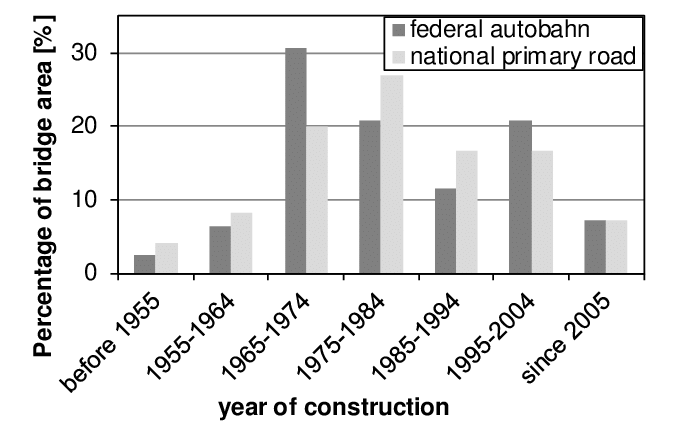 Percentage of bridge area [%]
federal autobahn
national primary road
30
20
10
0
before 1955
1955-1964
1965-1974
1975-1984
1985-1994
1995-2004
since 2005
year of construction